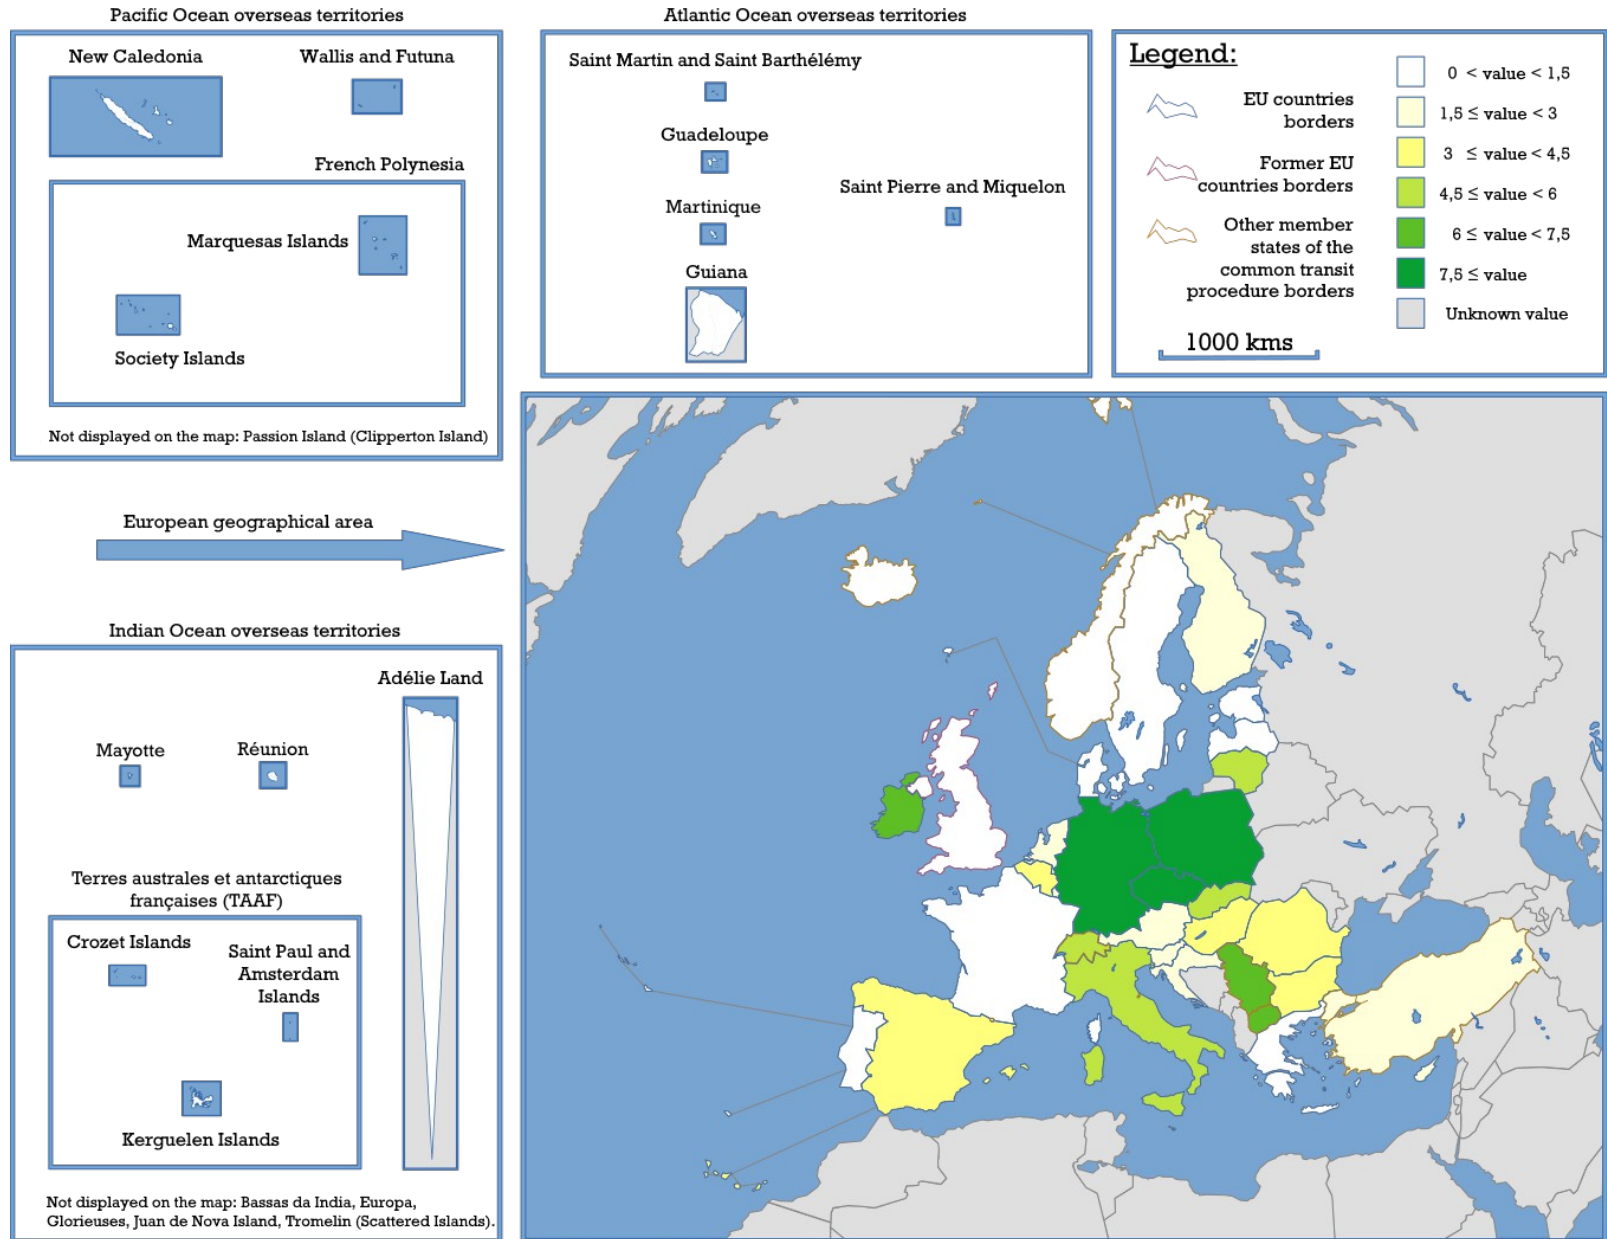 Pacific Ocean overseas territories
New Caledonia
Wallis and Futuna
French Polynesia
Marquesas Islands
Society Islands
Not displayed on the map: Passion Island (Clipperton Island)
Atlantic Ocean overseas territories
Saint Martin and Saint Barthélémy
Guadeloupe
Saint Pierre and Miquelon
Martinique
Guiana
Legend:
EU countries
borders
Former EU
countries borders
Other member
states of the
common transit
procedure borders
1000 kms
0 < value < 1,5
1,5 ≤ value < 3
3 ≤ value < 4,5
4,5 ≤ value < 6
6 ≤ value < 7,5
7,5 ≤ value
Unknown value
European geographical area
Indian Ocean overseas territories
Adélie Land
Mayotte
Réunion
Terres australes et antarctiques
françaises (TAAF)
Crozet Islands
Saint Paul and
Amsterdam
Islands
Kerguelen Islands
Not displayed on the map: Bassas da India, Europa,
Glorieuses, Juan de Nova Island, Tromelin (Scattered Islands).